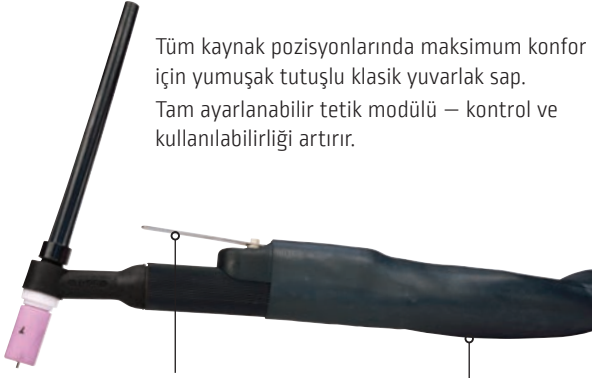 Tüm kaynak pozisyonlarında maksimum konfor
için yumuşak tutuşlu klasik yuvarlak sap.
Tam ayarlanabilir tetik modülü — kontrol ve
kullanılabilirliği artırır.